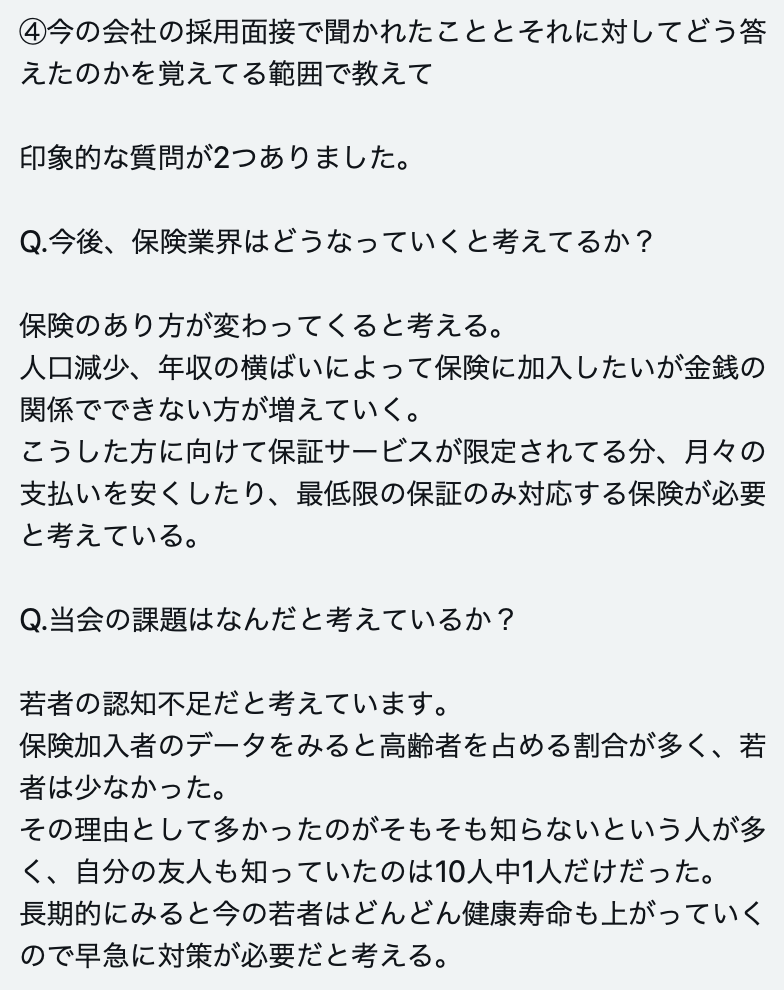 ④今の会社の採用面接で聞かれたこととそれに対してどう答
えたのかを覚えてる範囲で教えて
印象的な質問が2つありました。
Q.今後、保険業界はどうなっていくと考えてるか？
保険のあり方が変わってくると考える。
人口減少、年収の横ばいによって保険に加入したいが金銭の
関係でできない方が増えていく。
こうした方に向けて保証サービスが限定されてる分、月々の
支払いを安くしたり、最低限の保証のみ対応する保険が必要
と考えている。
Q.当会の課題はなんだと考えているか？
若者の認知不足だと考えています。
保険加入者のデータをみると高齢者を占める割合が多く、若
者は少なかった。
その理由として多かったのがそもそも知らないという人が多
く、自分の友人も知っていたのは10人中1人だけだった。
長期的にみると今の若者はどんどん健康寿命も上がっていく
ので早急に対策が必要だと考える。